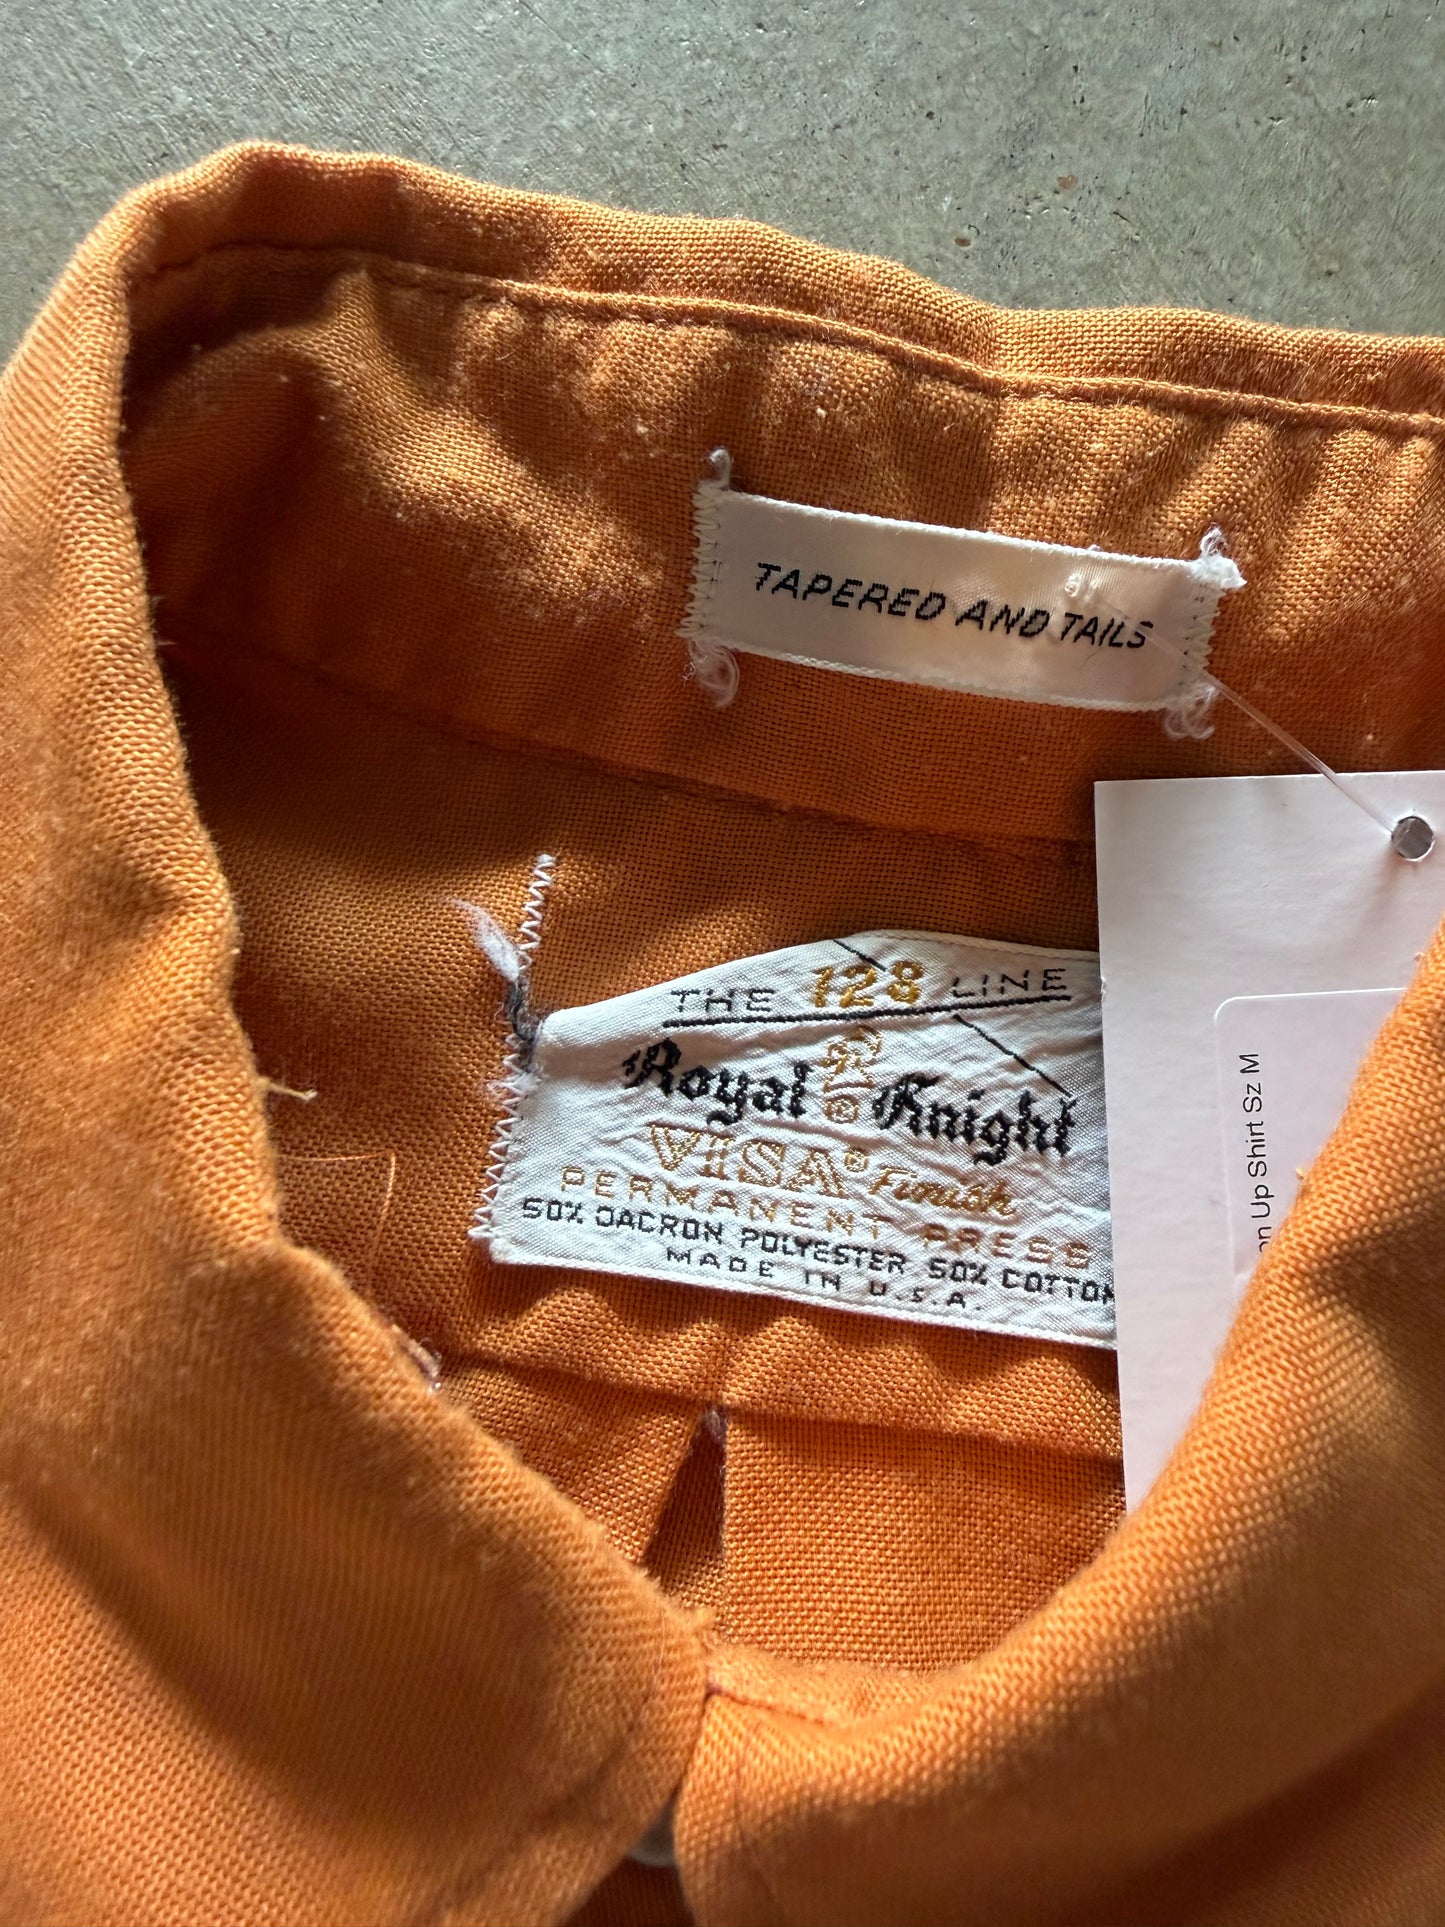 TAPERED AND TAILS
THE 128 LINE
Royal ® Knight
VISA® Finish
PERMANENT PRESS
50% DACRON POLYESTER 50% COTTON
MADE IN U.S.A.
on Up Shirt Sz M